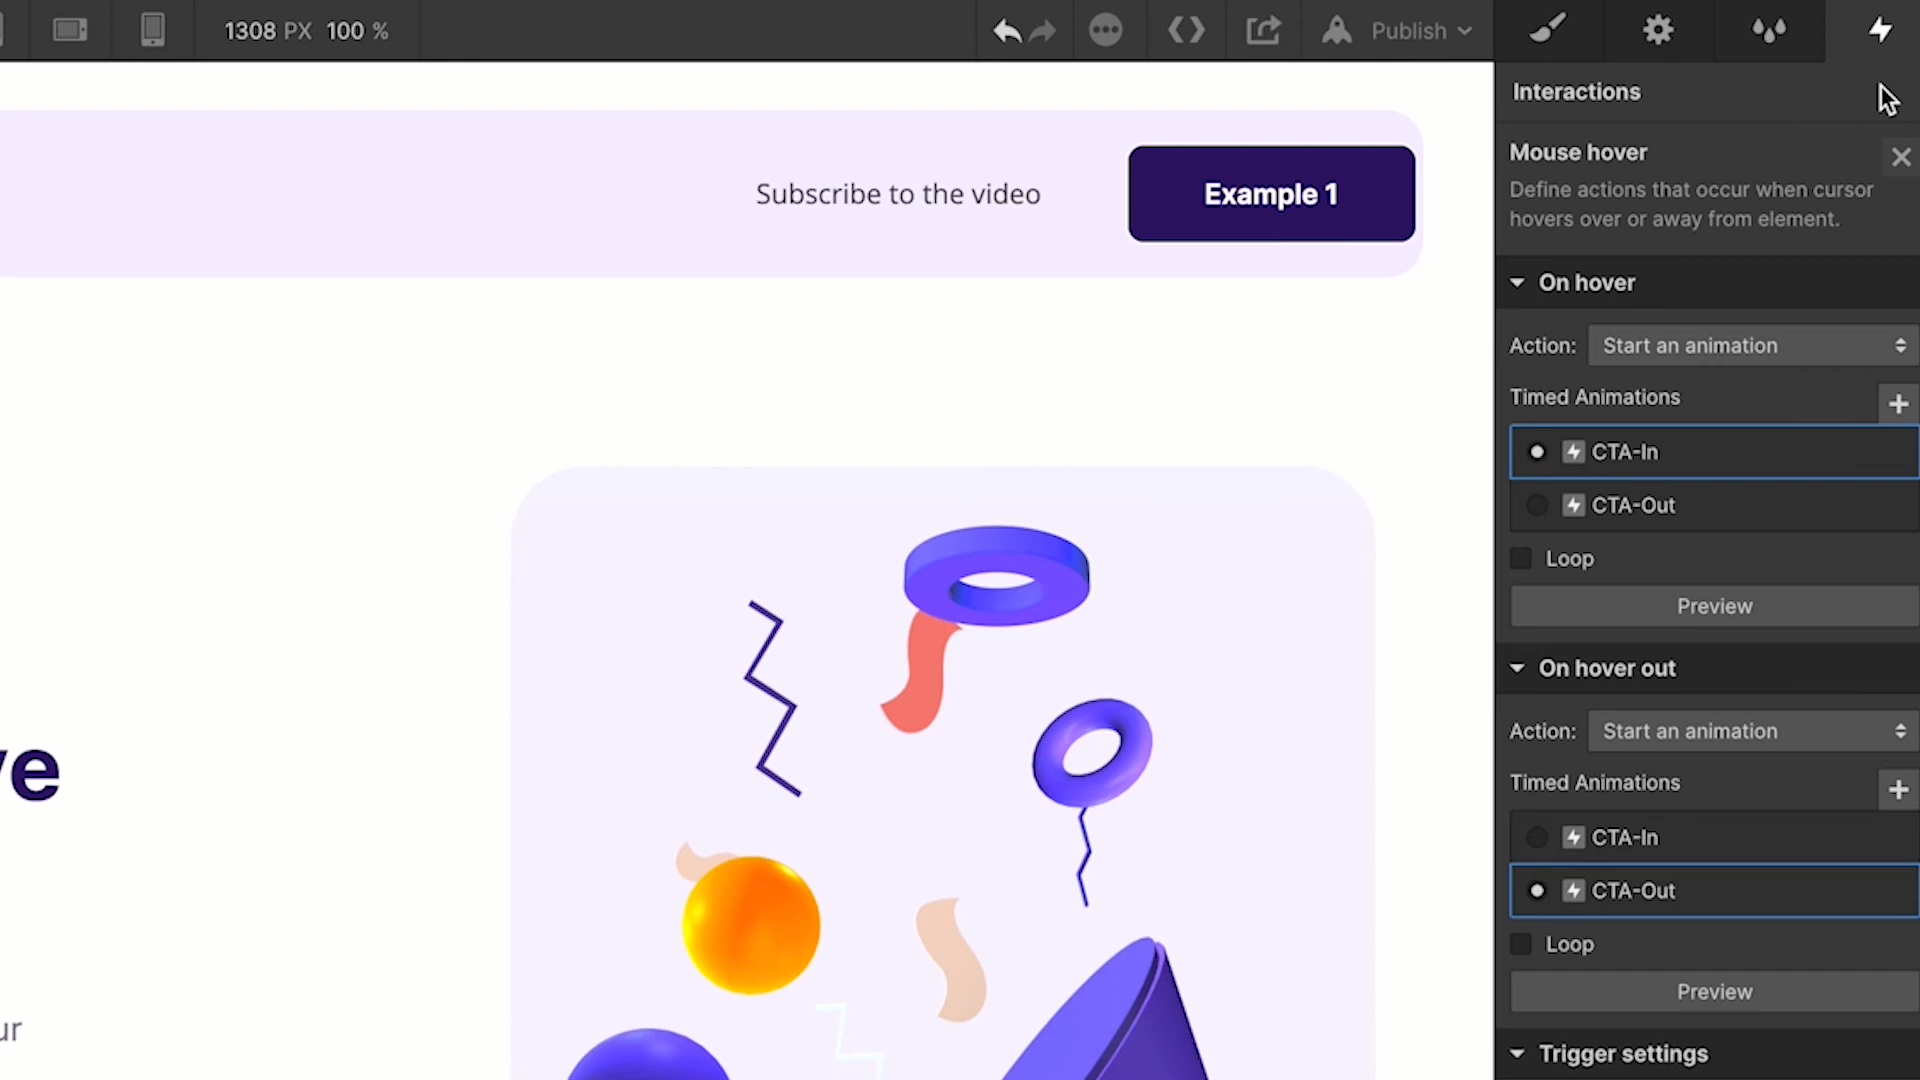 1308 PX 100 %
Publish
Interactions
Mouse hover
Define actions that occur when cursor
hovers over or away from element.
On hover
Action: Start an animation
Timed Animations
CTA-In
CTA-Out
Loop
Preview
On hover out
Action: Start an animation
Timed Animations
CTA-In
CTA-Out
Loop
Preview
Trigger settings
Subscribe to the video
Example 1
ve
ur